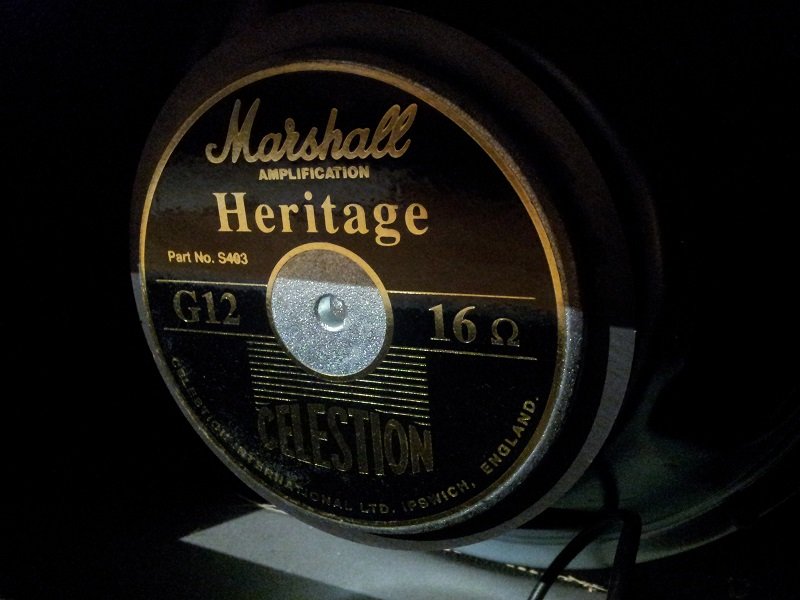 Marshall
AMPLIFICATION
Heritage
Part No. S403
G12
16 Ω
CELESTION
CELESTION INTERNATIONAL LTD. IPSWICH, ENGLAND.